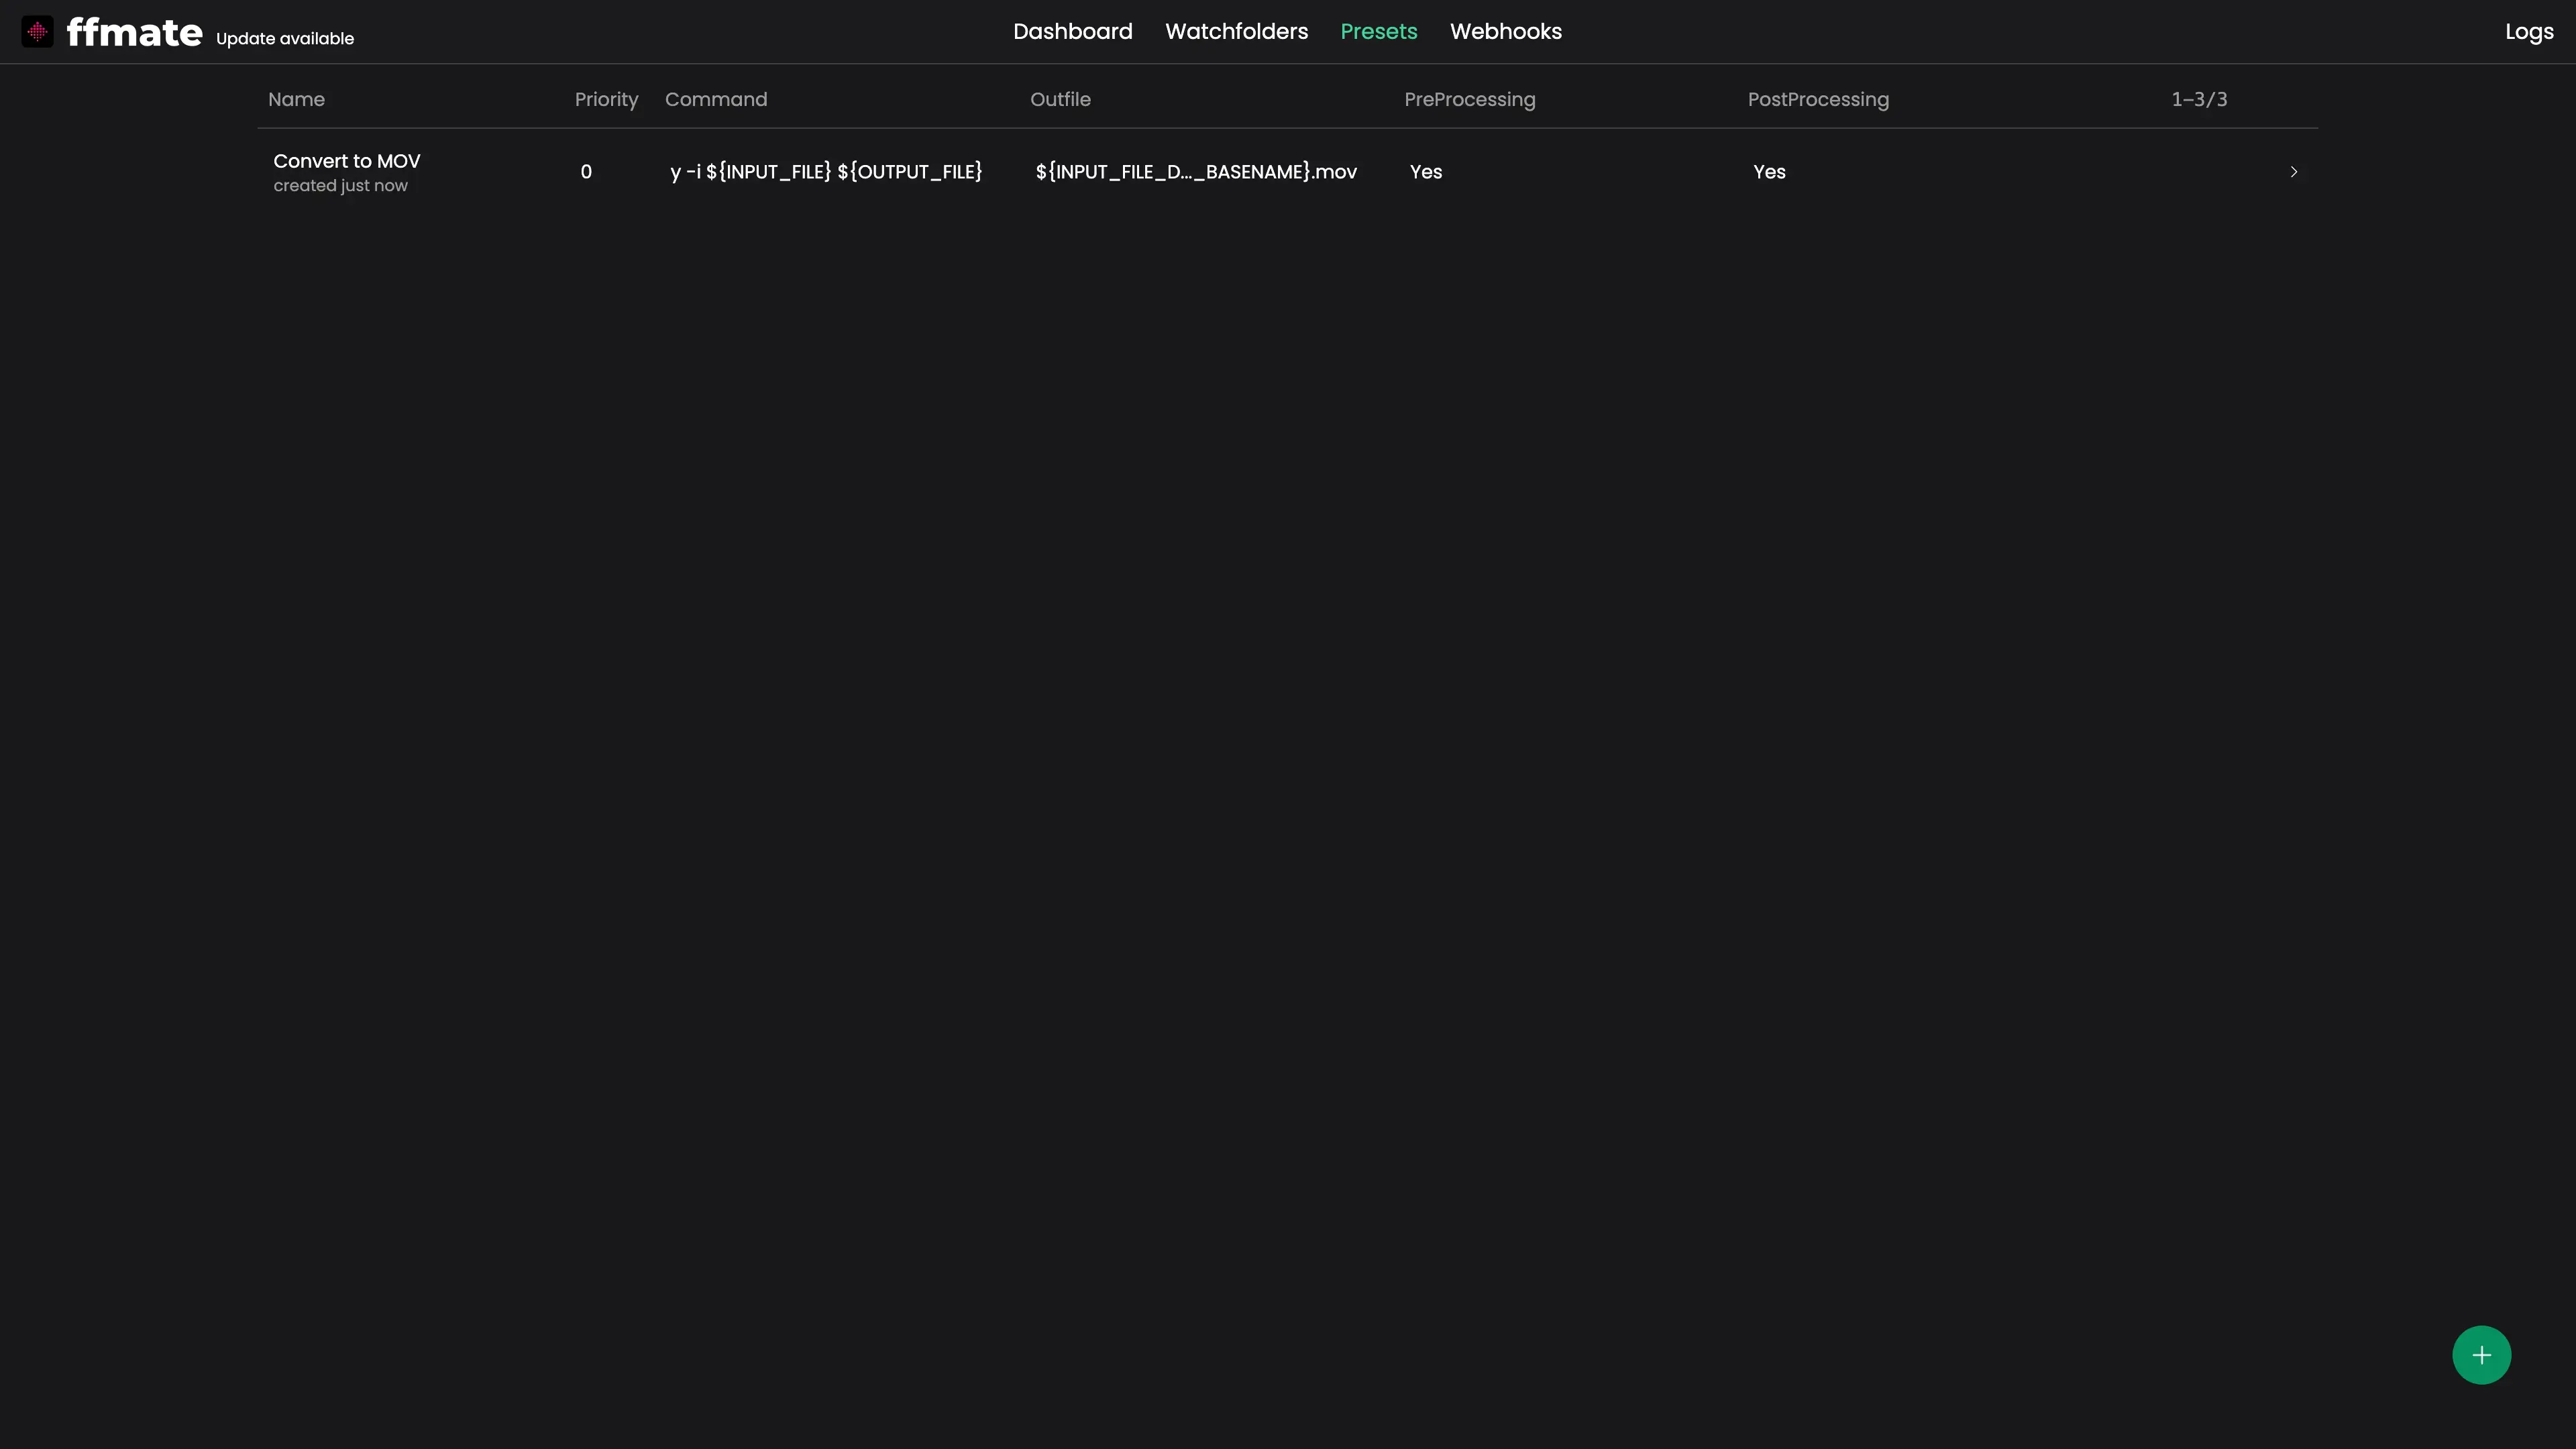 ffmate Update available Dashboard Watchfolders Presets Webhooks Logs
Name Priority Command Outfile PreProcessing PostProcessing 1–3/3
Convert to MOV
created just now
0 y -i ${INPUT_FILE} ${OUTPUT_FILE} ${INPUT_FILE_D..._BASENAME}.mov Yes Yes